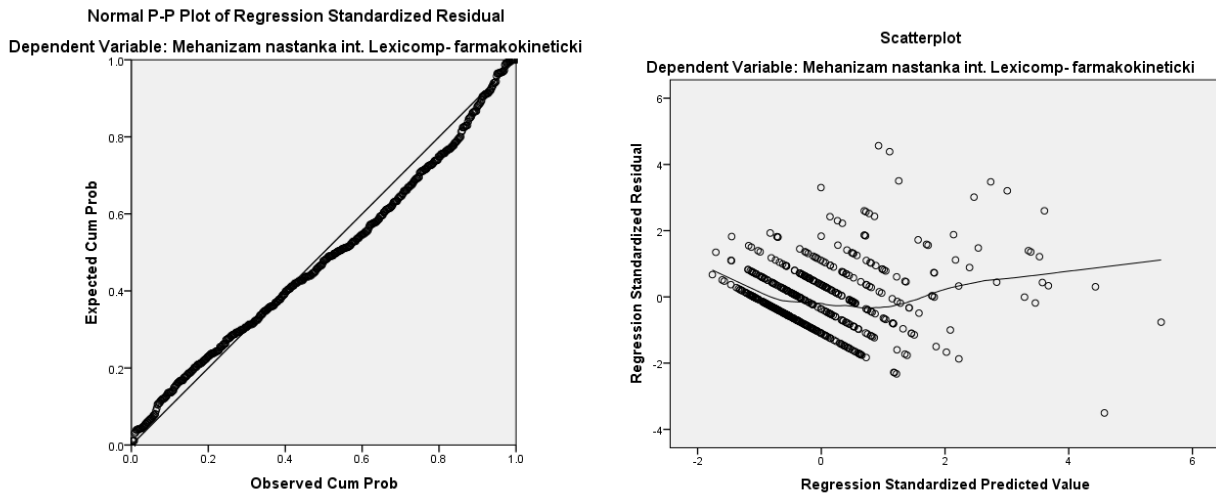 Normal P-P Plot of Regression Standardized Residual
Dependent Variable: Mehanizam nastanka int. Lexicomp- farmakokineticki
Expected Cum Prob
1.0
0.8
0.6
0.4
0.2
0.0
0.0 0.2 0.4 0.6 0.8 1.0
Observed Cum Prob
Scatterplot
Dependent Variable: Mehanizam nastanka int. Lexicomp- farmakokineticki
Regression Standardized Residual
6
4
2
0
-2
-4
-2 0 2 4 6
Regression Standardized Predicted Value